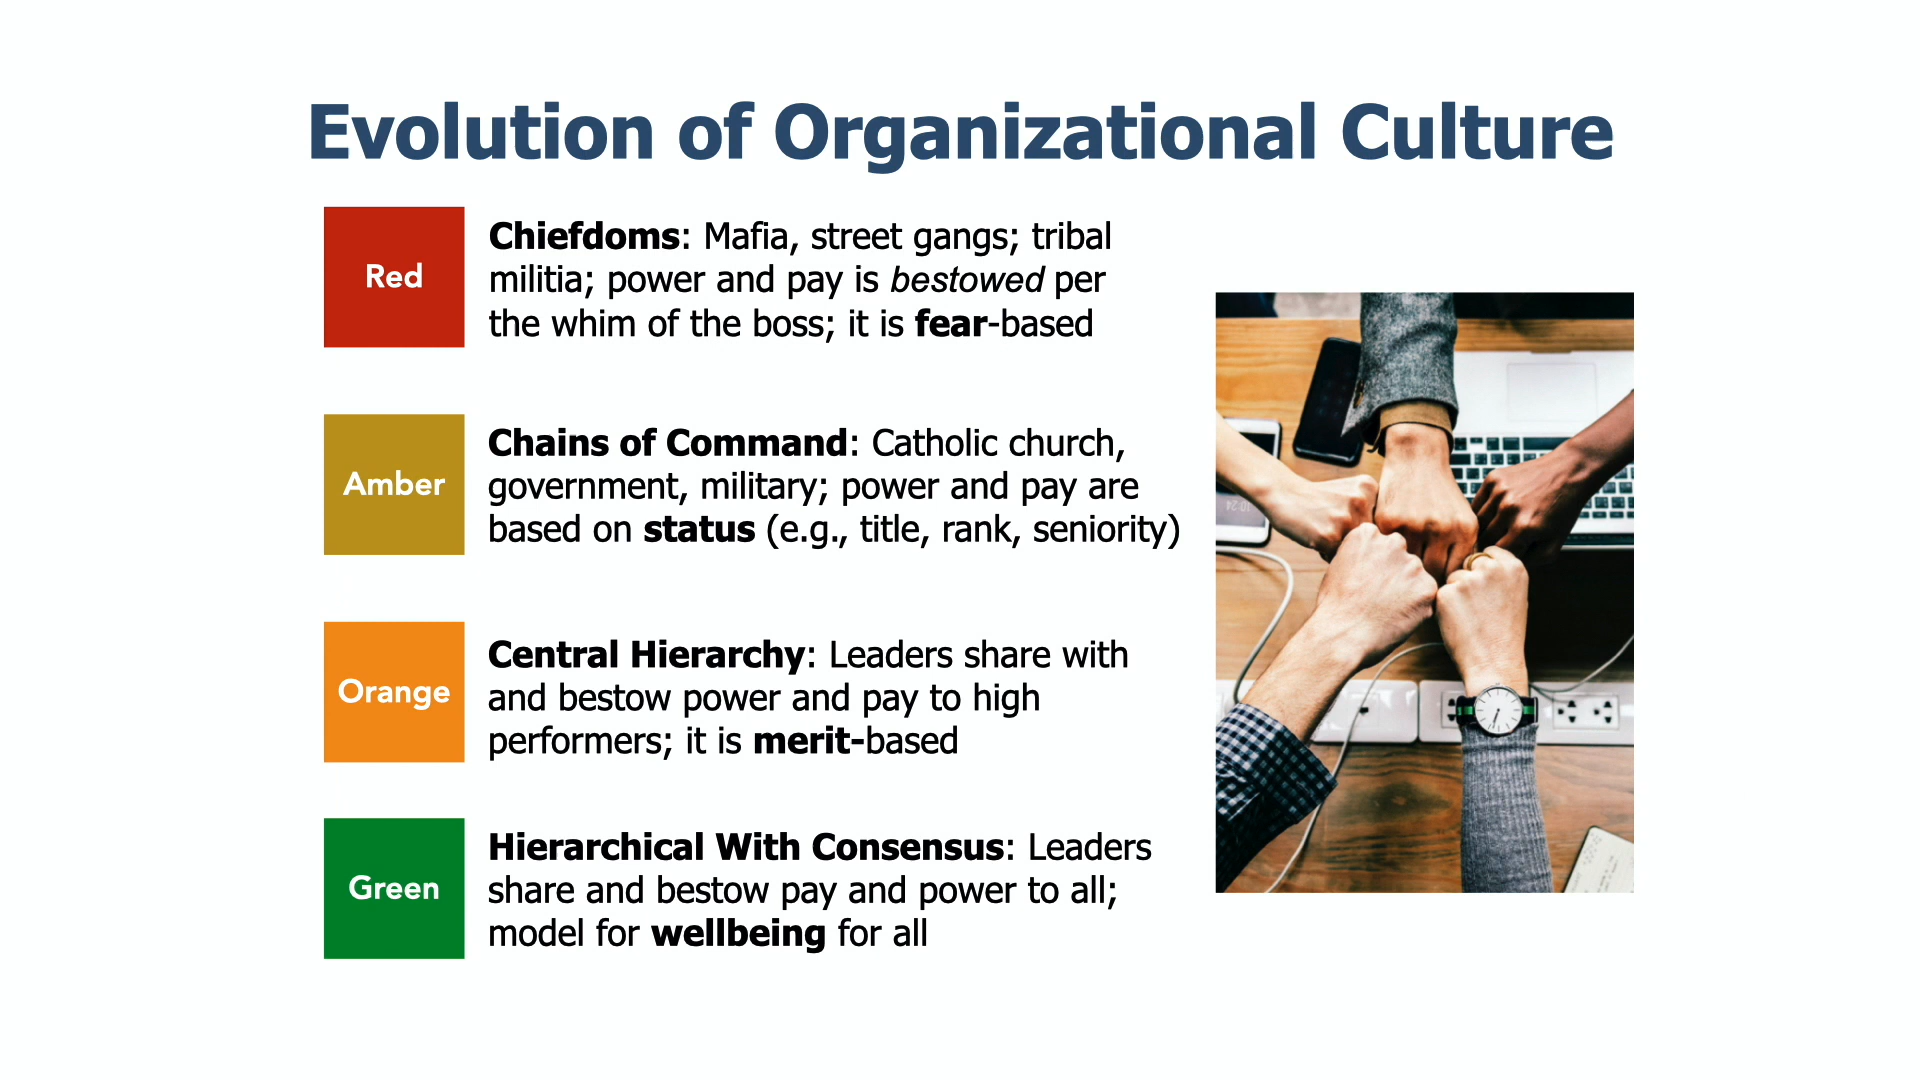 Evolution of Organizational Culture
Red
Chiefdoms: Mafia, street gangs; tribal
militia; power and pay is bestowed per
the whim of the boss; it is fear-based
Amber
Chains of Command: Catholic church,
government, military; power and pay are
based on status (e.g., title, rank, seniority)
Orange
Central Hierarchy: Leaders share with
and bestow power and pay to high
performers; it is merit-based
Green
Hierarchical With Consensus: Leaders
share and bestow pay and power to all;
model for wellbeing for all
10:24